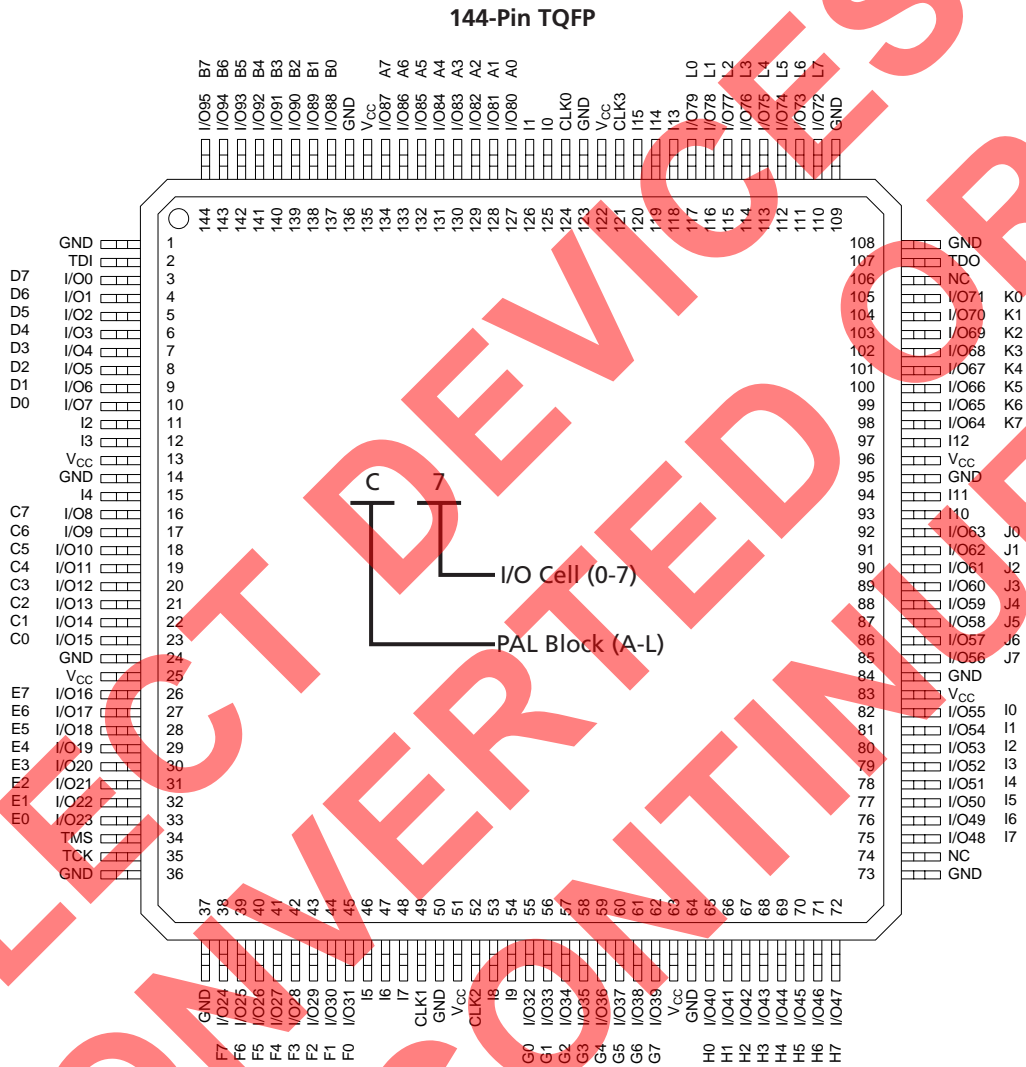 144-Pin TQFP
B7 B6 B5 B4 B3 B2 B1 B0 A7 A6 A5 A4 A3 A2 A1 A0 L0 L1 L2 L3 L4 L5 L6 L7
I/O95 I/O94 I/O93 I/O92 I/O91 I/O90 I/O89 I/O88 GND VCC I/O87 I/O86 I/O85 I/O84 I/O83 I/O82 I/O81 I/O80 I1 I0 CLK0 GND VCC CLK3 I15 I14 I13 I/O79 I/O78 I/O77 I/O76 I/O75 I/O74 I/O73 I/O72 GND
144 143 142 141 140 139 138 137 136 135 134 133 132 131 130 129 128 127 126 125 124 123 122 121 120 119 118 117 116 115 114 113 112 111 110 109
GND 1 108 GND
TDI 2 107 TDO
D7 I/O0 3 106 NC
D6 I/O1 4 105 I/O71 K0
D5 I/O2 5 104 I/O70 K1
D4 I/O3 6 103 I/O69 K2
D3 I/O4 7 102 I/O68 K3
D2 I/O5 8 101 I/O67 K4
D1 I/O6 9 100 I/O66 K5
D0 I/O7 10 99 I/O65 K6
I2 11 98 I/O64 K7
I3 12 97 I12
VCC 13 96 VCC
GND 14 95 GND
I4 15 94 I11
C7 I/O8 16 93 I10
C6 I/O9 17 92 I/O63 J0
C5 I/O10 18 91 I/O62 J1
C4 I/O11 19 90 I/O61 J2
C3 I/O12 20 89 I/O60 J3
C2 I/O13 21 88 I/O59 J4
C1 I/O14 22 87 I/O58 J5
C0 I/O15 23 86 I/O57 J6
GND 24 85 I/O56 J7
VCC 25 84 GND
E7 I/O16 26 83 VCC
E6 I/O17 27 82 I/O55 I0
E5 I/O18 28 81 I/O54 I1
E4 I/O19 29 80 I/O53 I2
E3 I/O20 30 79 I/O52 I3
E2 I/O21 31 78 I/O51 I4
E1 I/O22 32 77 I/O50 I5
E0 I/O23 33 76 I/O49 I6
TMS 34 75 I/O48 I7
TCK 35 74 NC
GND 36 73 GND
C 7
I/O Cell (0-7)
PAL Block (A-L)
37 38 39 40 41 42 43 44 45 46 47 48 49 50 51 52 53 54 55 56 57 58 59 60 61 62 63 64 65 66 67 68 69 70 71 72
GND I/O24 I/O25 I/O26 I/O27 I/O28 I/O29 I/O30 I/O31 I5 I6 I7 CLK1 GND VCC CLK2 I8 I9 I/O32 I/O33 I/O34 I/O35 I/O36 I/O37 I/O38 I/O39 VCC GND I/O40 I/O41 I/O42 I/O43 I/O44 I/O45 I/O46 I/O47
F7 F6 F5 F4 F3 F2 F1 F0 G0 G1 G2 G3 G4 G5 G6 G7 H0 H1 H2 H3 H4 H5 H6 H7
DEVICES
CONVERTED OR